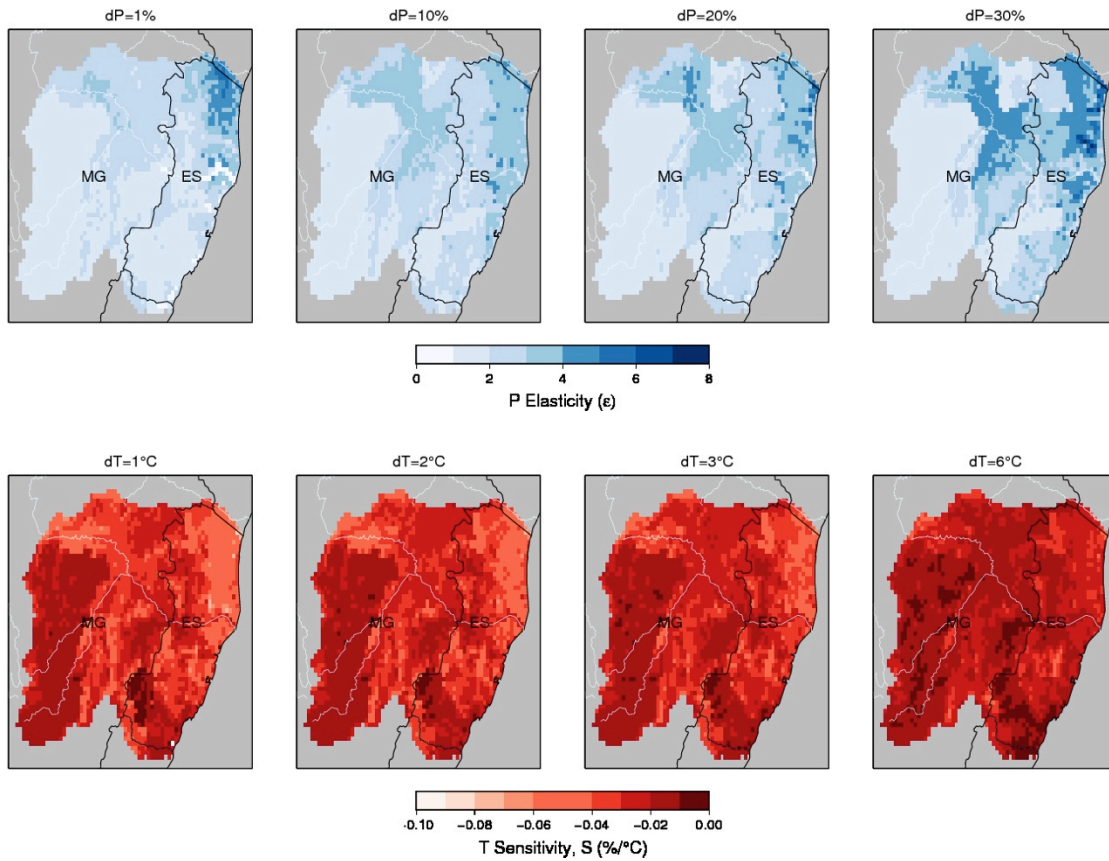 dP=1% dP=10% dP=20% dP=30%
MG ES MG ES MG ES MG ES
0 2 4 6 8
P Elasticity (ε)
dT=1°C dT=2°C dT=3°C dT=6°C
MG ES MG ES MG ES MG ES
-0.10 -0.08 -0.06 -0.04 -0.02 0.00
T Sensitivity, S (%/°C)